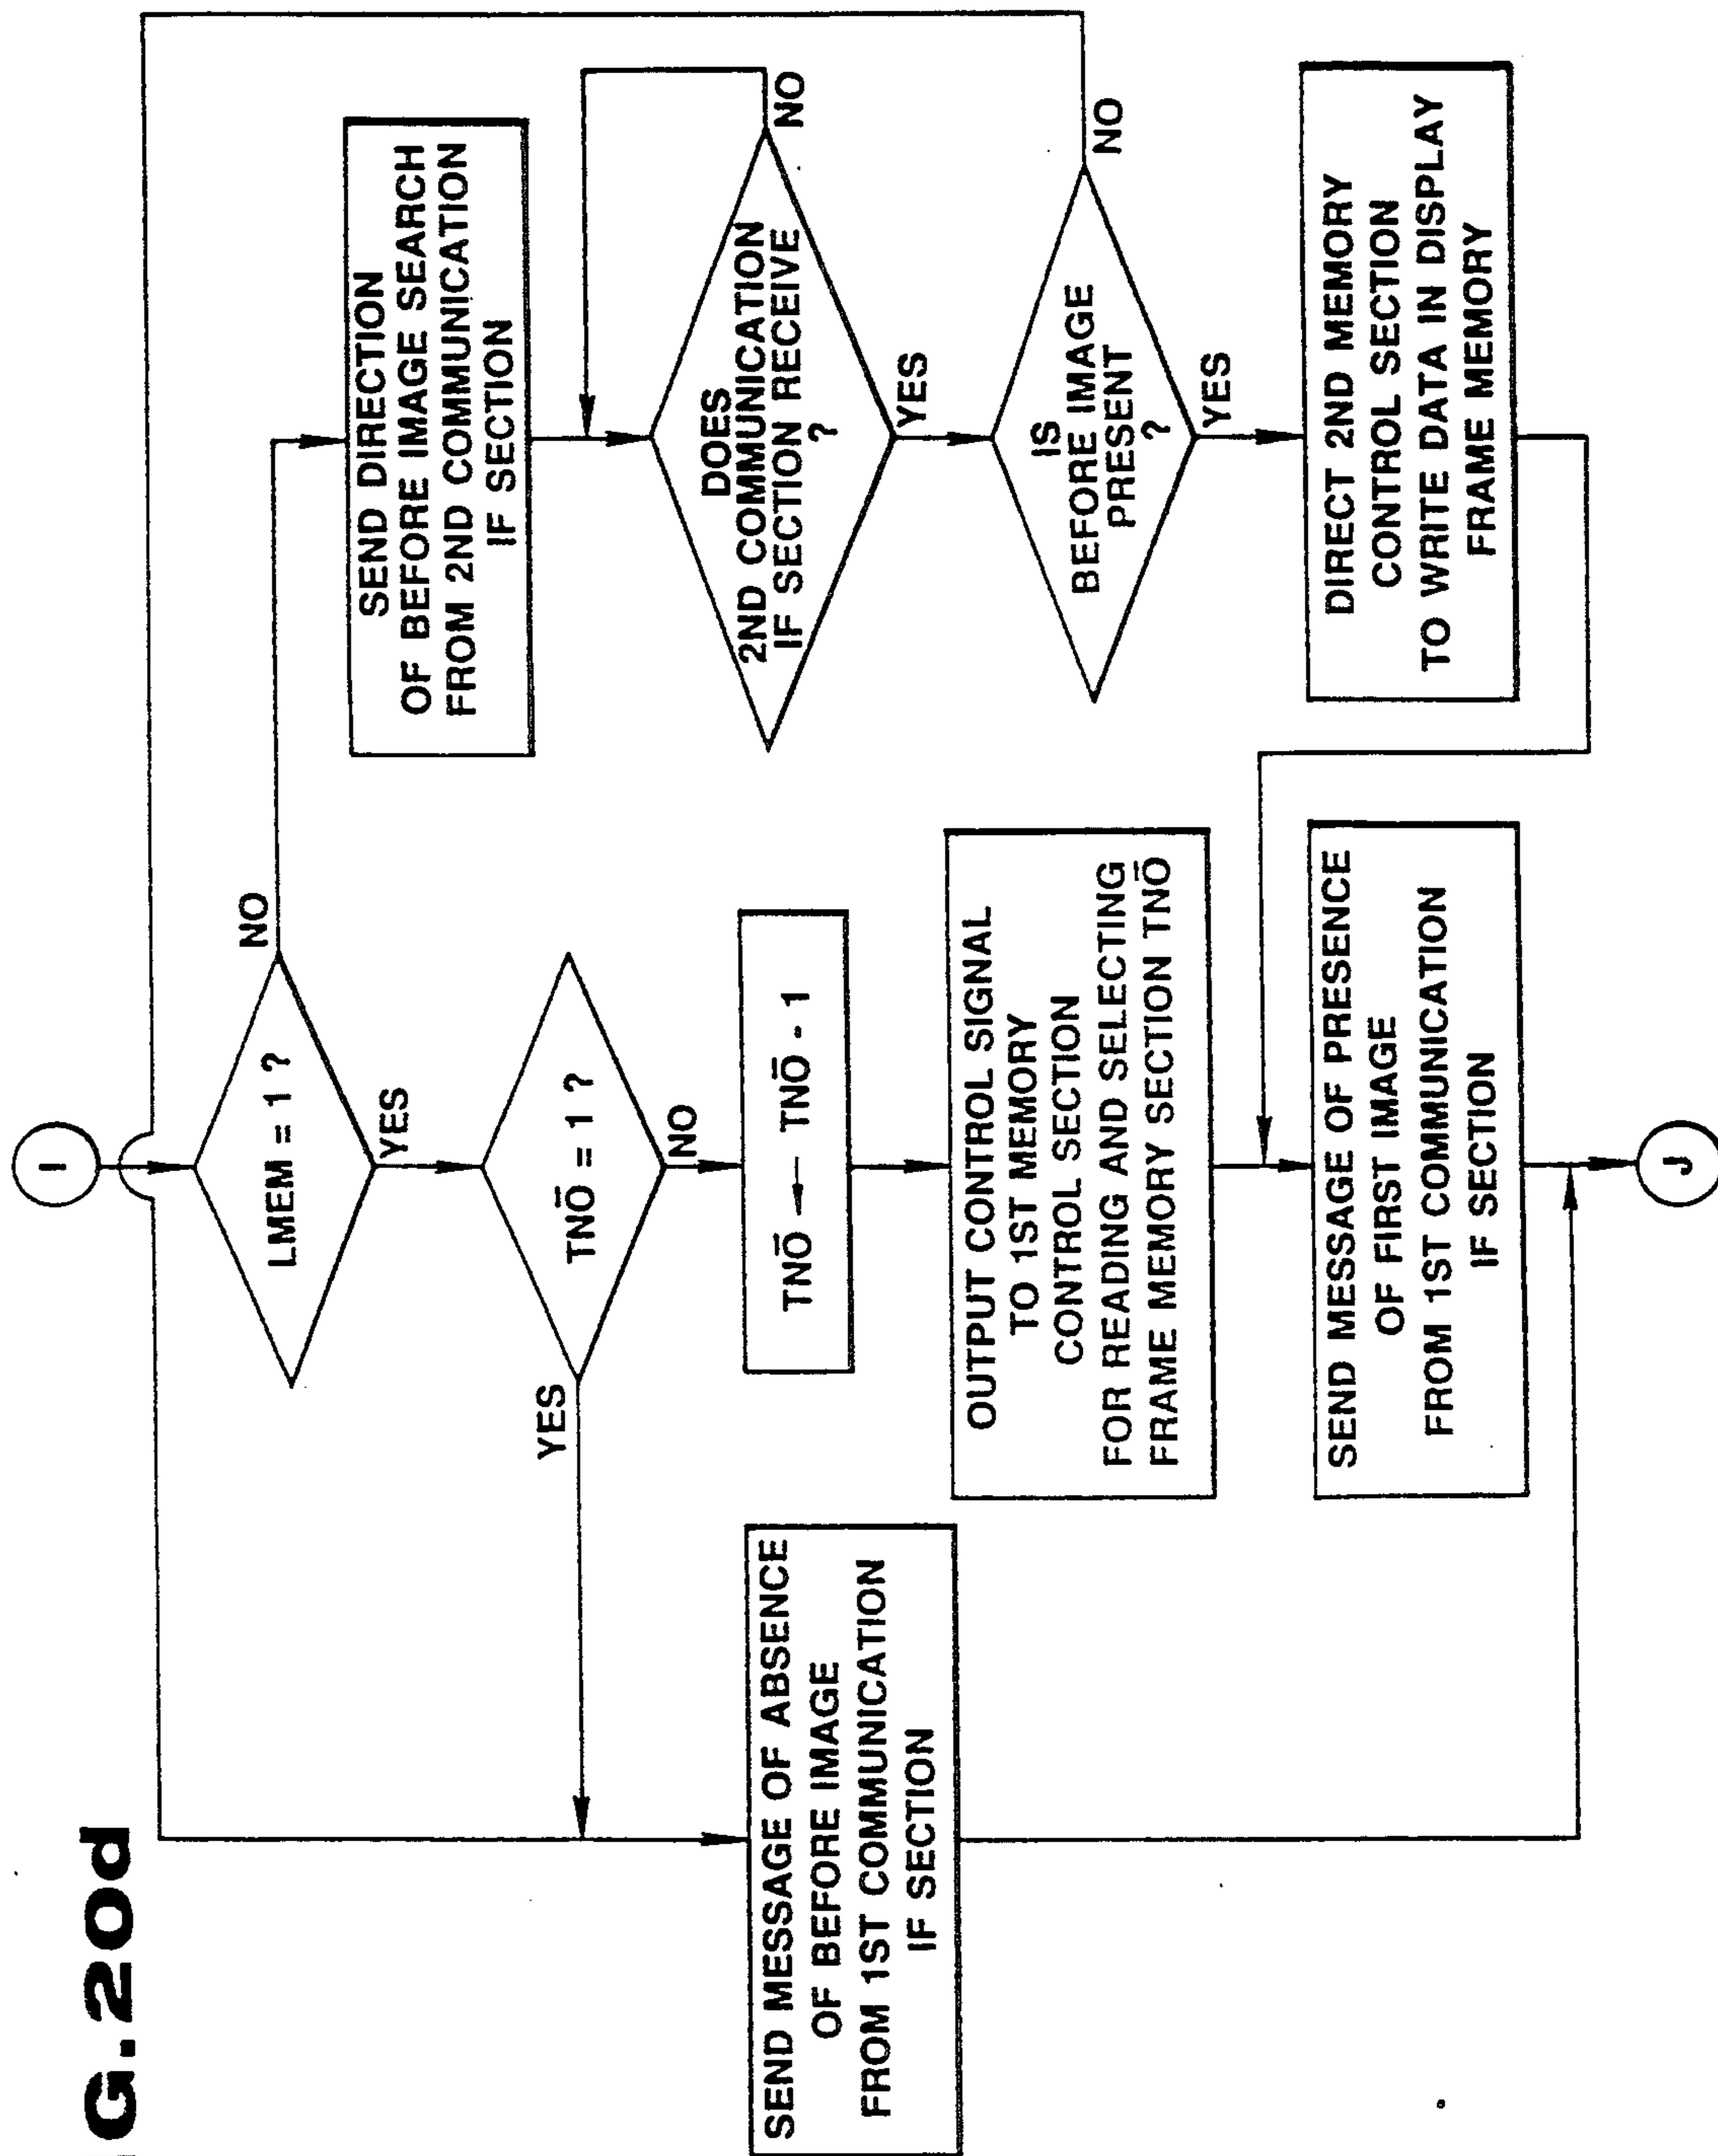 G.20d
I
LMEM = 1 ?
NO
YES
SEND DIRECTION
OF BEFORE IMAGE SEARCH
FROM 2ND COMMUNICATION
IF SECTION
DOES
2ND COMMUNICATION
IF SECTION RECEIVE
?
NO
YES
IS
BEFORE IMAGE
PRESENT
?
NO
YES
DIRECT 2ND MEMORY
CONTROL SECTION
TO WRITE DATA IN DISPLAY
FRAME MEMORY
TNŌ = 1 ?
YES
NO
TNŌ ← TNŌ - 1
OUTPUT CONTROL SIGNAL
TO 1ST MEMORY
CONTROL SECTION
FOR READING AND SELECTING
FRAME MEMORY SECTION TNŌ
SEND MESSAGE OF PRESENCE
OF FIRST IMAGE
FROM 1ST COMMUNICATION
IF SECTION
SEND MESSAGE OF ABSENCE
OF BEFORE IMAGE
FROM 1ST COMMUNICATION
IF SECTION
J